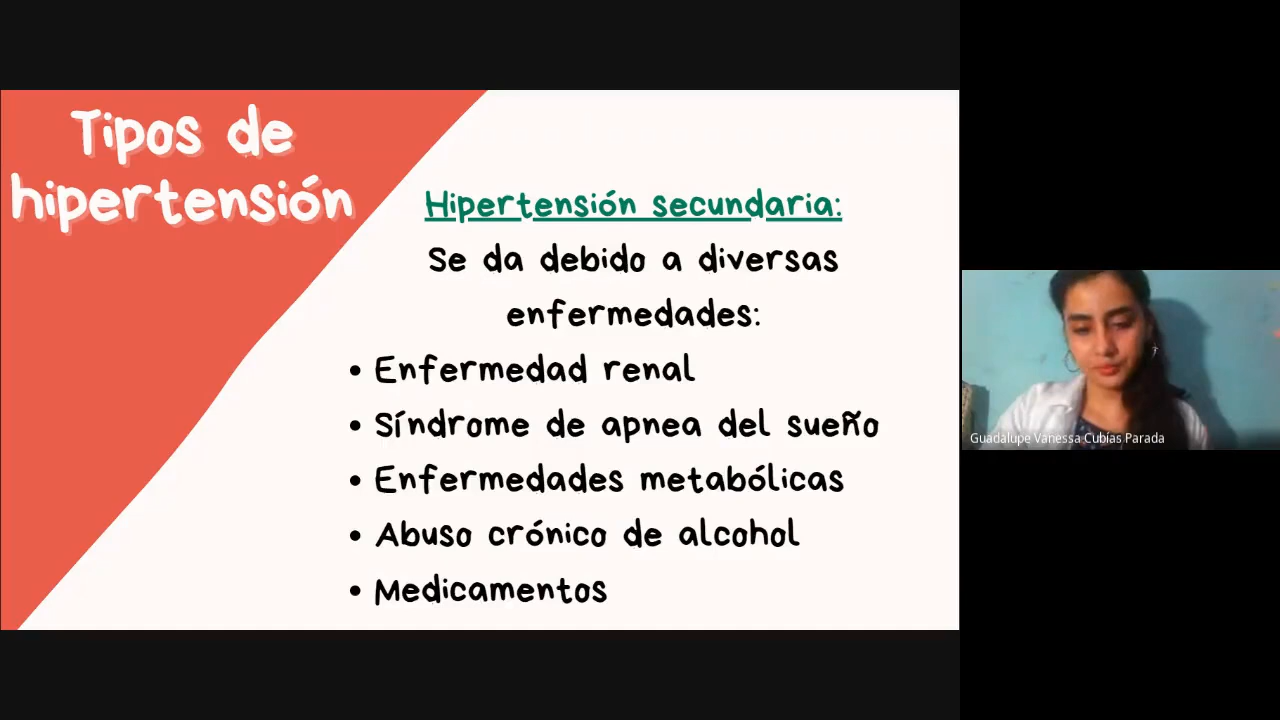 Tipos de
hipertensión
Hipertensión secundaria:
Se da debido a diversas
enfermedades:
• Enfermedad renal
• Síndrome de apnea del sueño
• Enfermedades metabólicas
• Abuso crónico de alcohol
• Medicamentos
Guadalupe Vanessa Cubías Parada